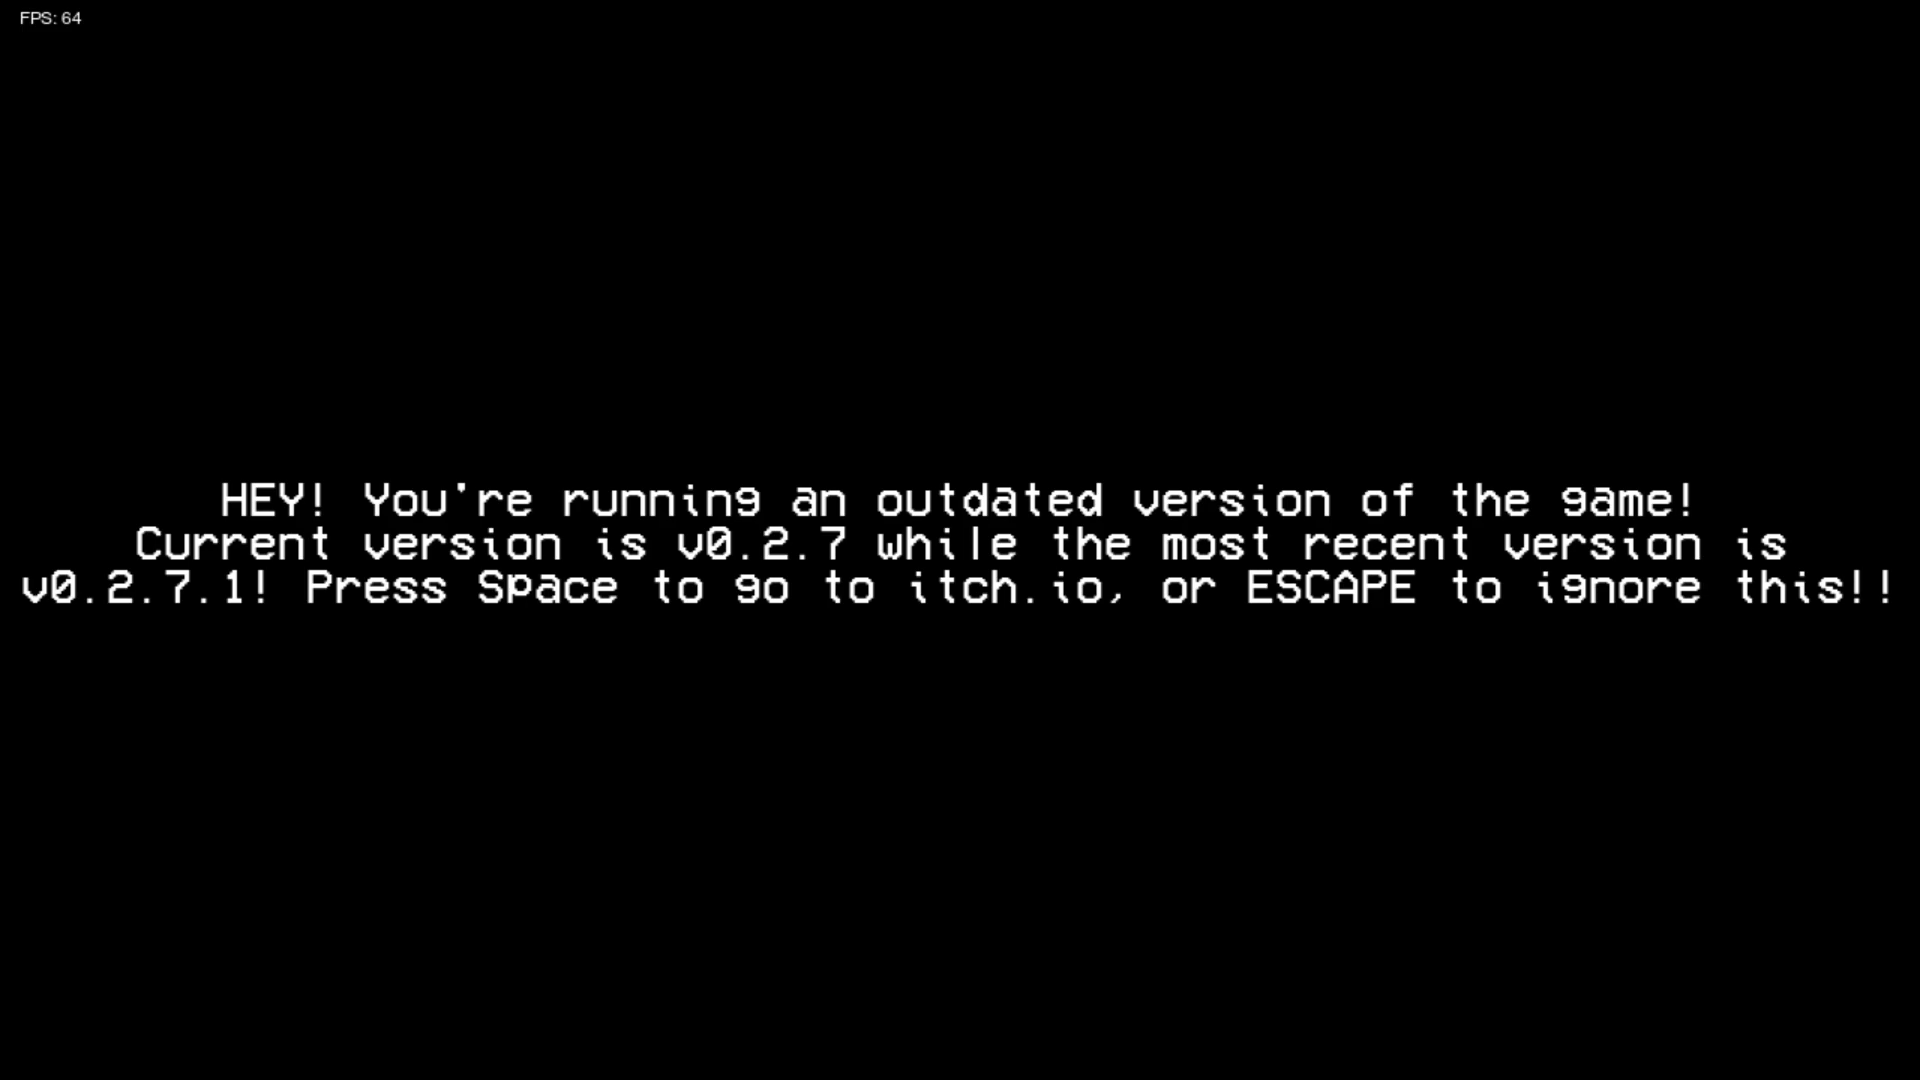 FPS: 64
HEY! You're running an outdated version of the game!
Current version is v0.2.7 while the most recent version is
v0.2.7.1! Press Space to go to itch.io, or ESCAPE to ignore this!!